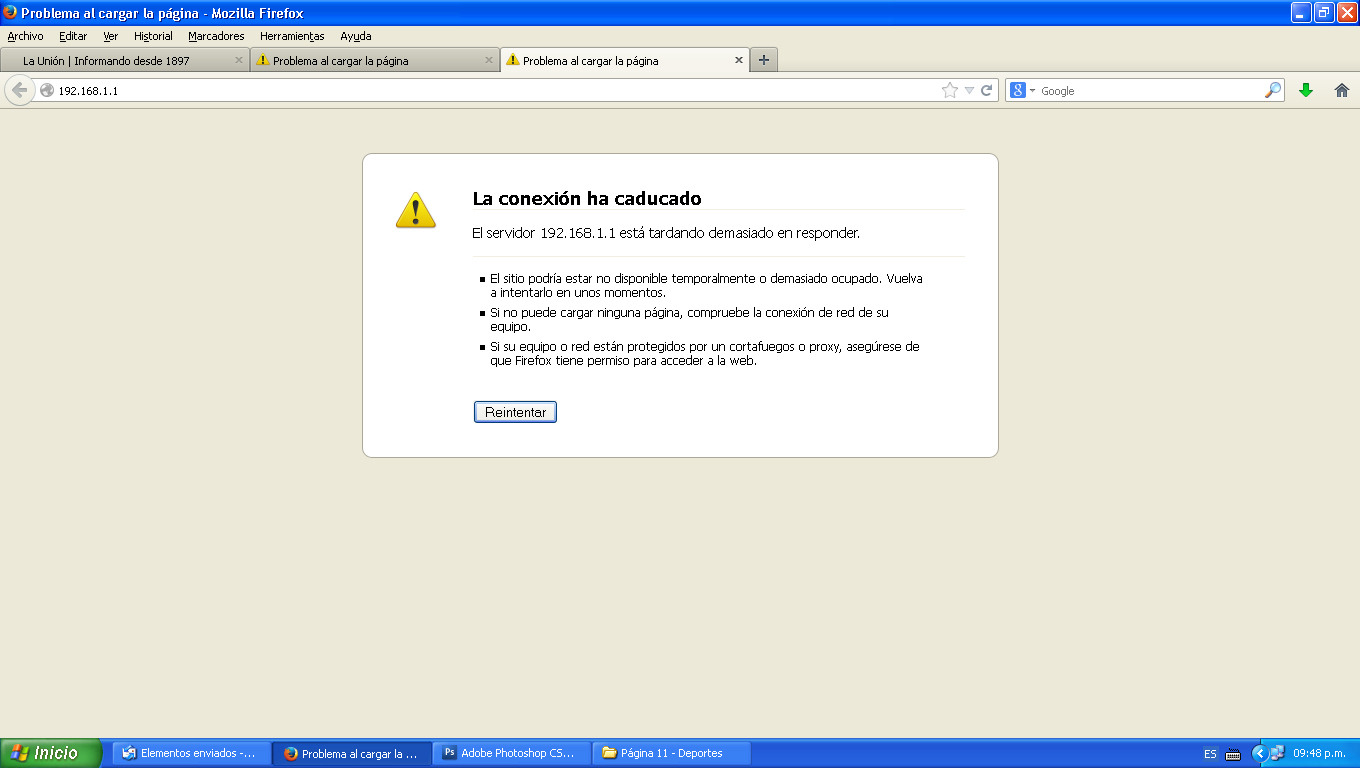 Problema al cargar la página - Mozilla Firefox
Archivo Editar Ver Historial Marcadores Herramientas Ayuda
La Unión | Informando desde 1897 Problema al cargar la página Problema al cargar la página
192.168.1.1 Google
La conexión ha caducado
El servidor 192.168.1.1 está tardando demasiado en responder.
El sitio podría estar no disponible temporalmente o demasiado ocupado. Vuelva
a intentarlo en unos momentos.
Si no puede cargar ninguna página, compruebe la conexión de red de su
equipo.
Si su equipo o red están protegidos por un cortafuegos o proxy, asegúrese de
que Firefox tiene permiso para acceder a la web.
Reintentar
Inicio Elementos enviados -... Problema al cargar la ... Ps Adobe Photoshop CS... Página 11 - Deportes ES 09:48 p.m.